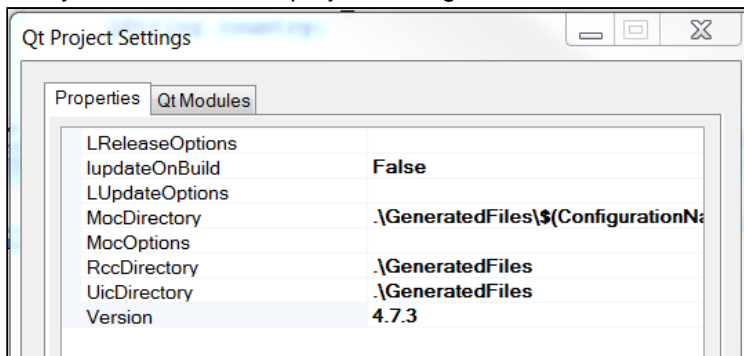 Qt Project Settings
Properties Qt Modules
LReleaseOptions
lupdateOnBuild False
LUpdateOptions
MocDirectory .\GeneratedFiles\$(ConfigurationNa
MocOptions
RccDirectory .\GeneratedFiles
UicDirectory .\GeneratedFiles
Version 4.7.3